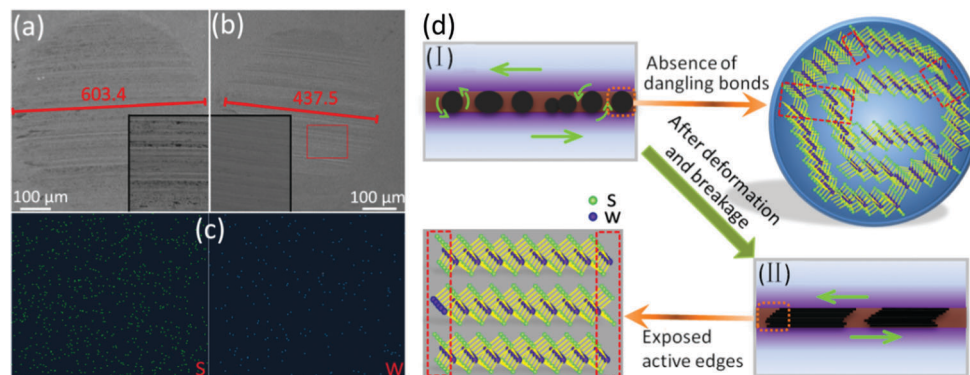 (a)
603.4
100 μm
(b)
437.5
100 μm
(c)
S
W
(d)
(I)
Absence of
dangling bonds
After deformation
and breakage
S
W
Exposed
active edges
(II)